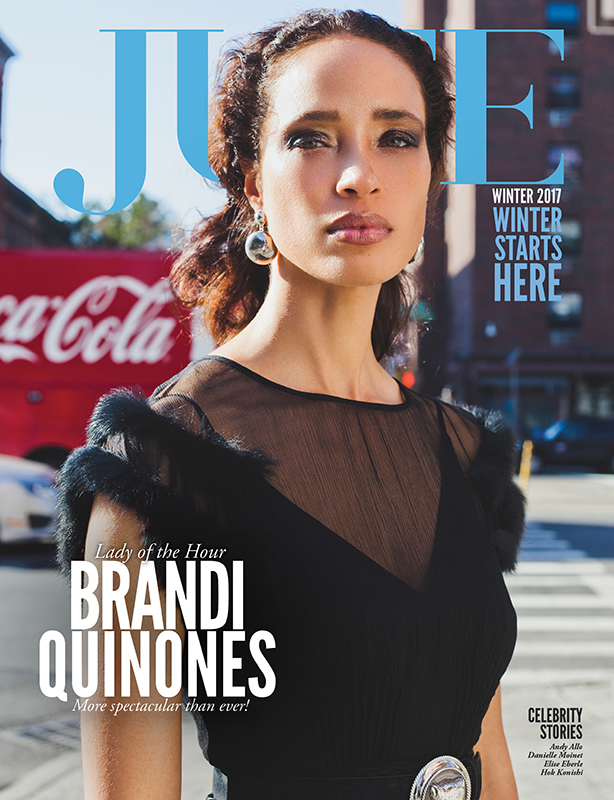 JUTE
WINTER 2017
WINTER
STARTS
HERE
Coca-Cola
Lady of the Hour
BRANDI
QUINONES
More spectacular than ever!
CELEBRITY
STORIES
Andy Allo
Danielle Moinet
Elise Eberle
Hok Konishi